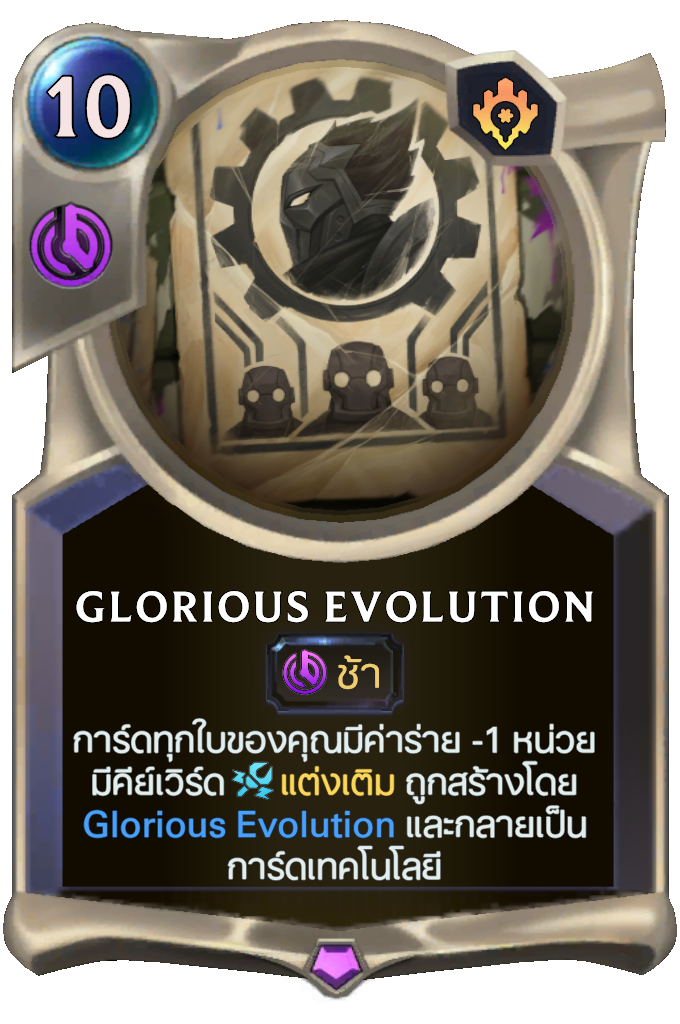 10
GLORIOUS EVOLUTION
ช้า
การ์ดทุกใบของคุณมีค่าร่าย -1 หน่วย
มีคีย์เวิร์ด แต่งเติม ถูกสร้างโดย
Glorious Evolution และกลายเป็น
การ์ดเทคโนโลยี